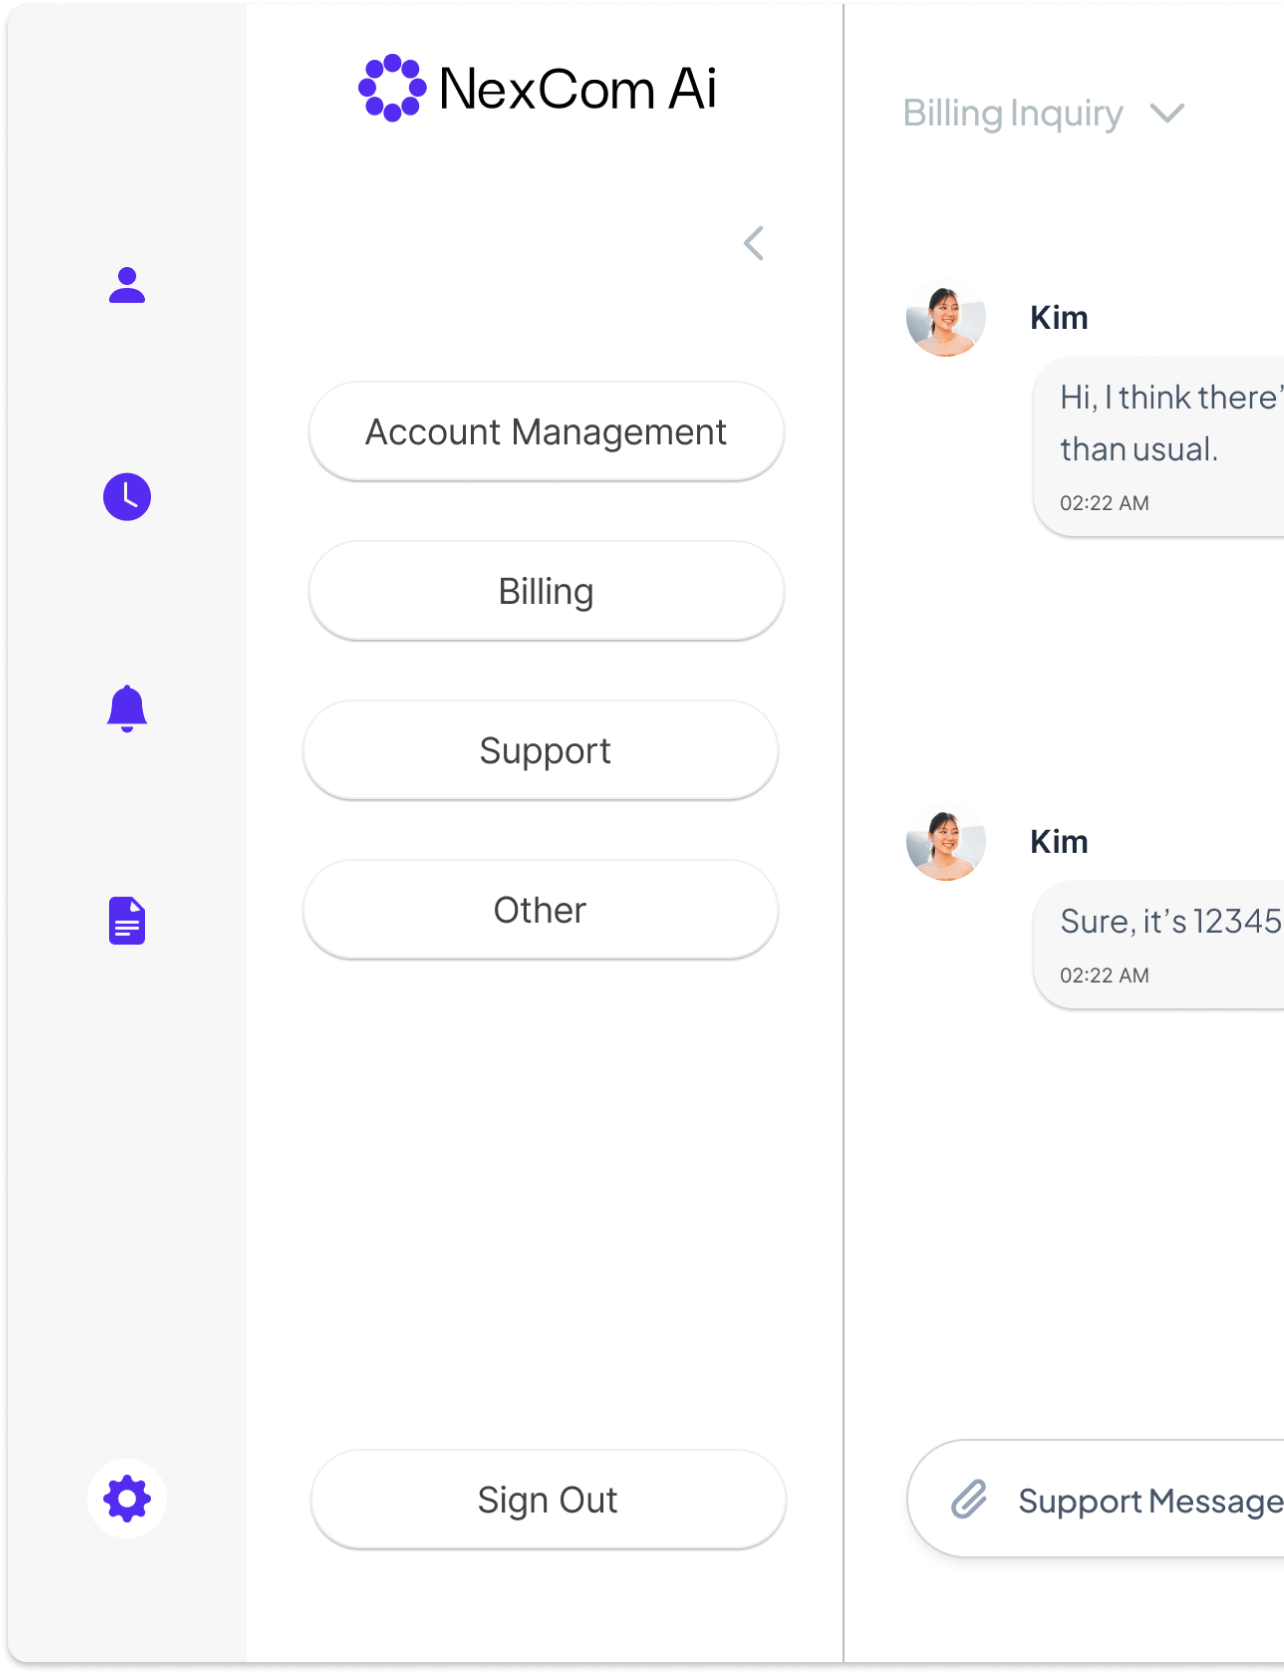 NexCom Ai
Account Management
Billing
Support
Other
Sign Out
Billing Inquiry
Kim
Hi, I think there’
than usual.
02:22 AM
Kim
Sure, it’s 12345
02:22 AM
Support Message